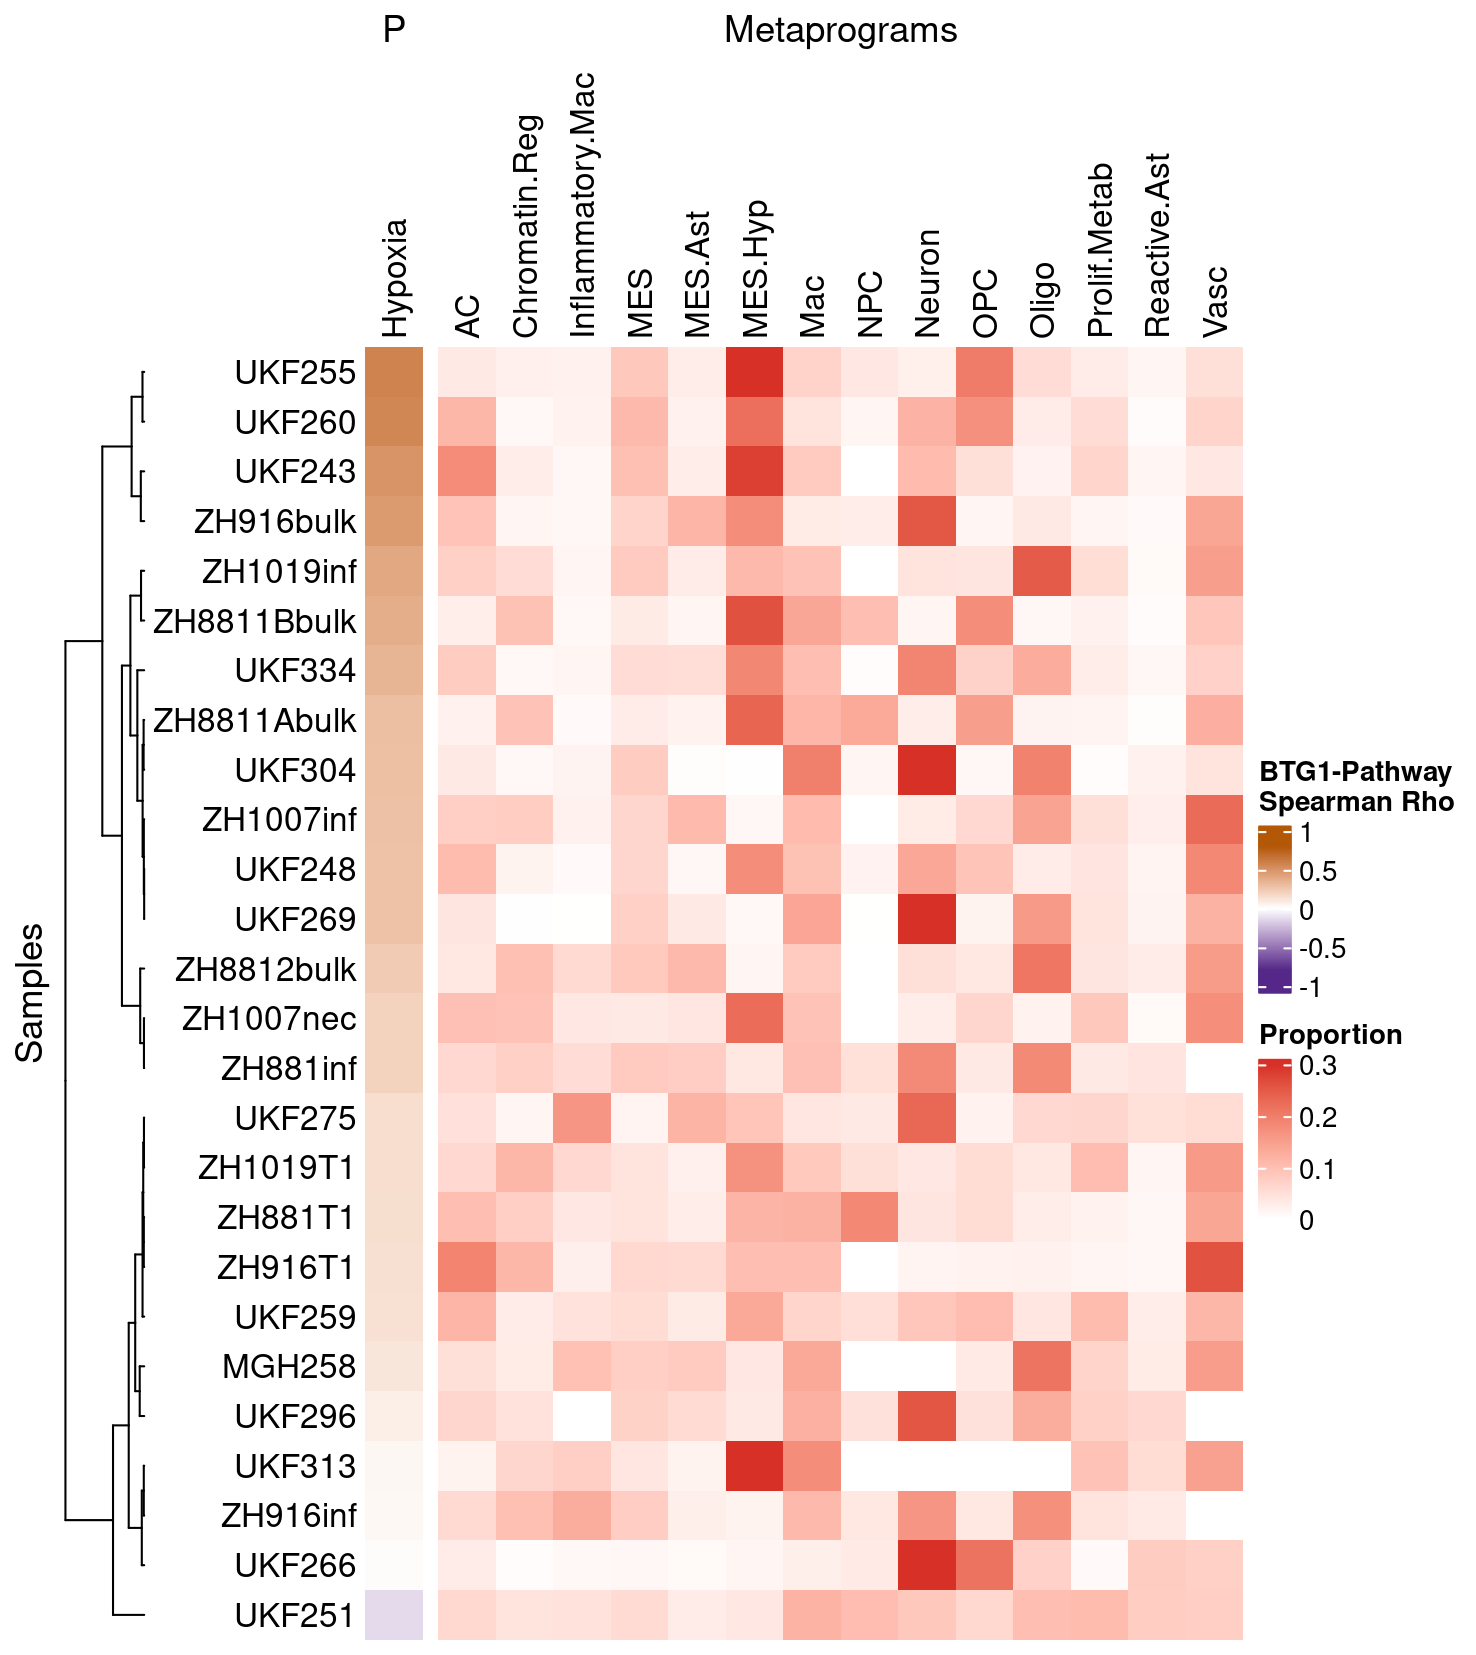 P
Metaprograms
Hypoxia
AC
Chromatin.Reg
Inflammatory.Mac
MES
MES.Ast
MES.Hyp
Mac
NPC
Neuron
OPC
Oligo
Prolif.Metab
Reactive.Ast
Vasc
Samples
UKF255
UKF260
UKF243
ZH916bulk
ZH1019inf
ZH8811Bbulk
UKF334
ZH8811Abulk
UKF304
ZH1007inf
UKF248
UKF269
ZH8812bulk
ZH1007nec
ZH881inf
UKF275
ZH1019T1
ZH881T1
ZH916T1
UKF259
MGH258
UKF296
UKF313
ZH916inf
UKF266
UKF251
BTG1-Pathway
Spearman Rho
1
0.5
0
-0.5
-1
Proportion
0.3
0.2
0.1
0